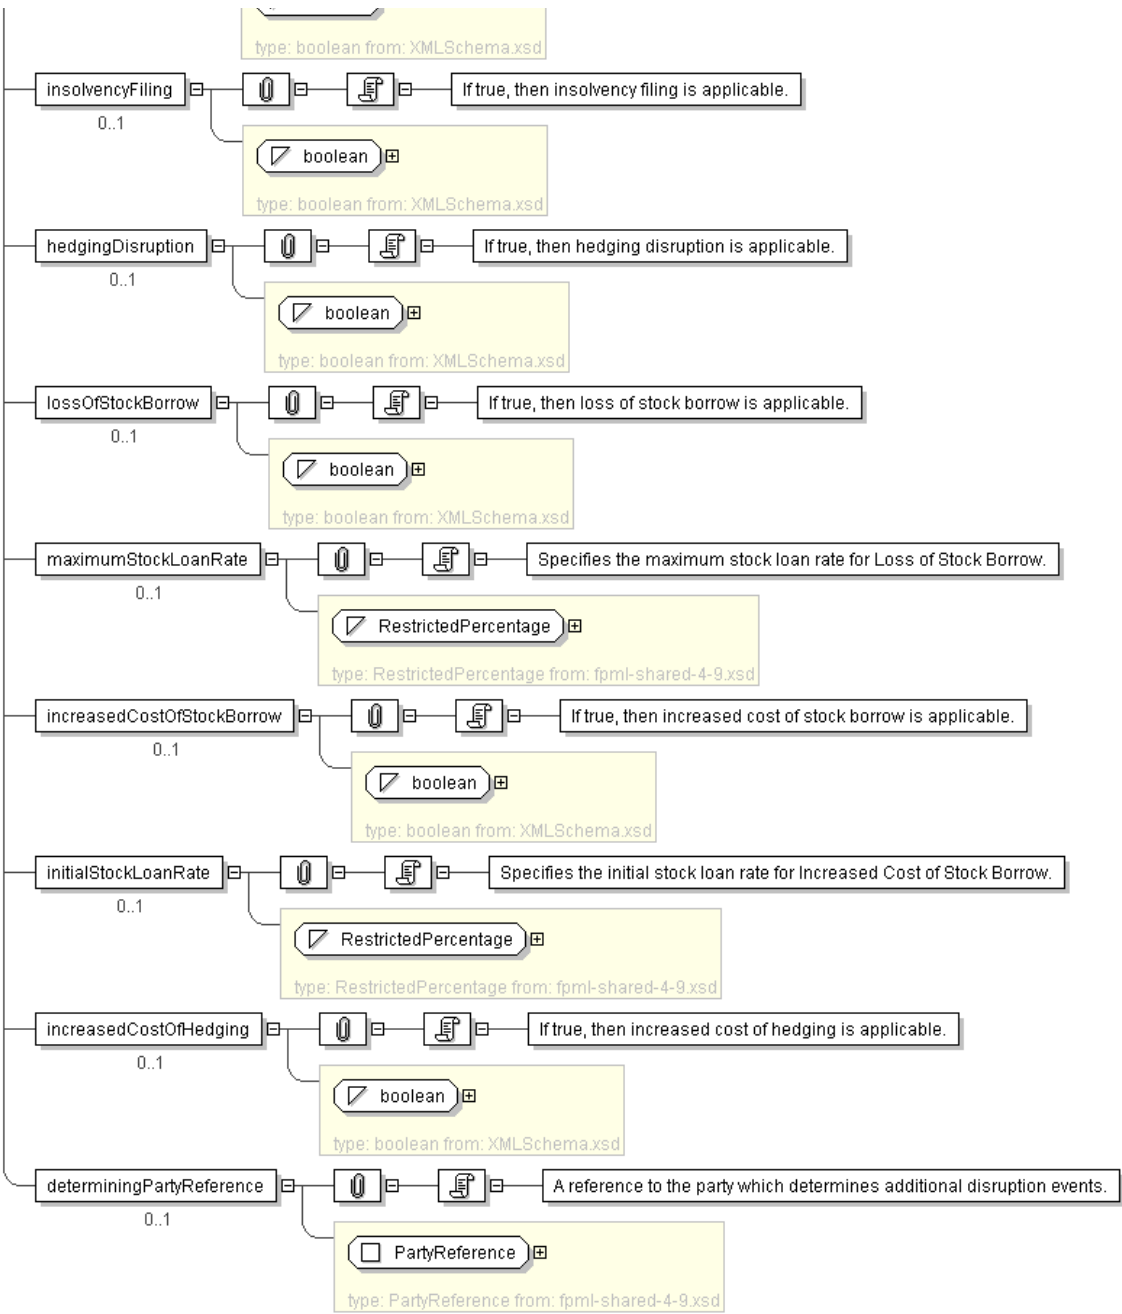 type: boolean from: XMLSchema.xsd
insolvencyFiling
If true, then insolvency filing is applicable.
0..1
boolean
type: boolean from: XMLSchema.xsd
hedgingDisruption
If true, then hedging disruption is applicable.
0..1
boolean
type: boolean from: XMLSchema.xsd
lossOfStockBorrow
If true, then loss of stock borrow is applicable.
0..1
boolean
type: boolean from: XMLSchema.xsd
maximumStockLoanRate
Specifies the maximum stock loan rate for Loss of Stock Borrow.
0..1
RestrictedPercentage
type: RestrictedPercentage from: fpml-shared-4-9.xsd
increasedCostOfStockBorrow
If true, then increased cost of stock borrow is applicable.
0..1
boolean
type: boolean from: XMLSchema.xsd
initialStockLoanRate
Specifies the initial stock loan rate for Increased Cost of Stock Borrow.
0..1
RestrictedPercentage
type: RestrictedPercentage from: fpml-shared-4-9.xsd
increasedCostOfHedging
If true, then increased cost of hedging is applicable.
0..1
boolean
type: boolean from: XMLSchema.xsd
determiningPartyReference
A reference to the party which determines additional disruption events.
0..1
PartyReference
type: PartyReference from: fpml-shared-4-9.xsd